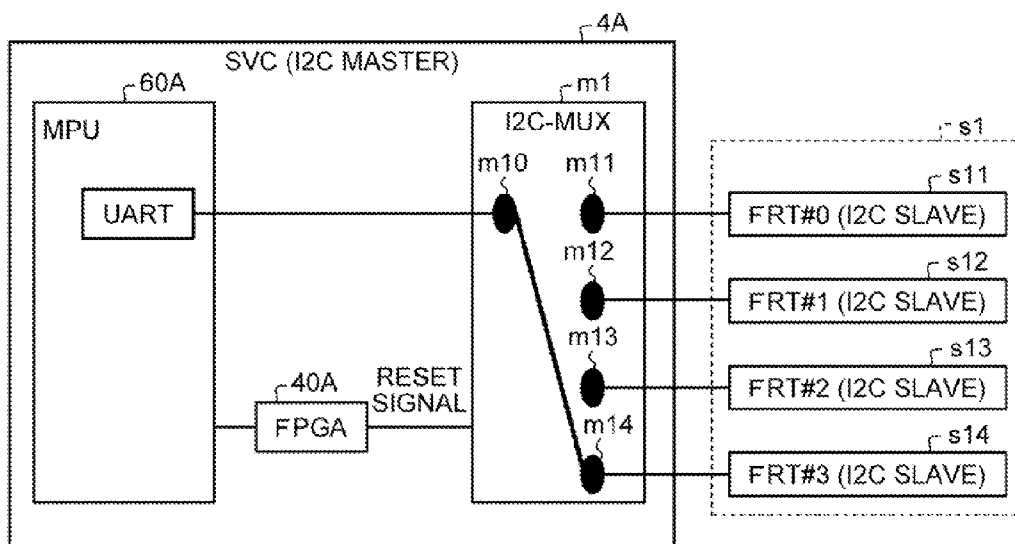 4A
SVC (I2C MASTER)
60A
m1
MPU
I2C-MUX
s1
m10
m11
s11
UART
FRT#0 (I2C SLAVE)
m12
s12
FRT#1 (I2C SLAVE)
m13
s13
40A
RESET
SIGNAL
FRT#2 (I2C SLAVE)
FPGA
m14
s14
FRT#3 (I2C SLAVE)